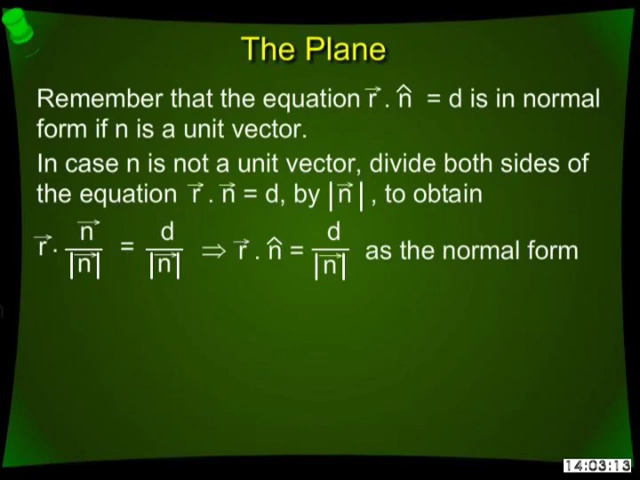 The Plane
Remember that the equation r⃗ . n̂ = d is in normal
form if n is a unit vector.
In case n is not a unit vector, divide both sides of
the equation r⃗ . n⃗ = d, by |n⃗| , to obtain
r⃗ . n⃗/|n⃗| = d/|n⃗| ⇒ r⃗ . n̂ = d/|n⃗| as the normal form
14:03:13